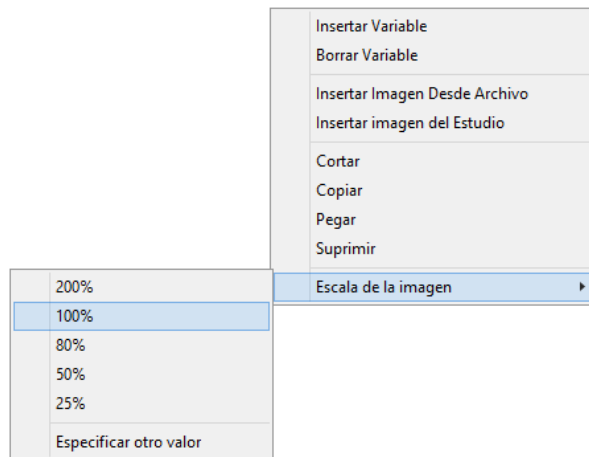 Insertar Variable
Borrar Variable
Insertar Imagen Desde Archivo
Insertar imagen del Estudio
Cortar
Copiar
Pegar
Suprimir
Escala de la imagen
200%
100%
80%
50%
25%
Especificar otro valor